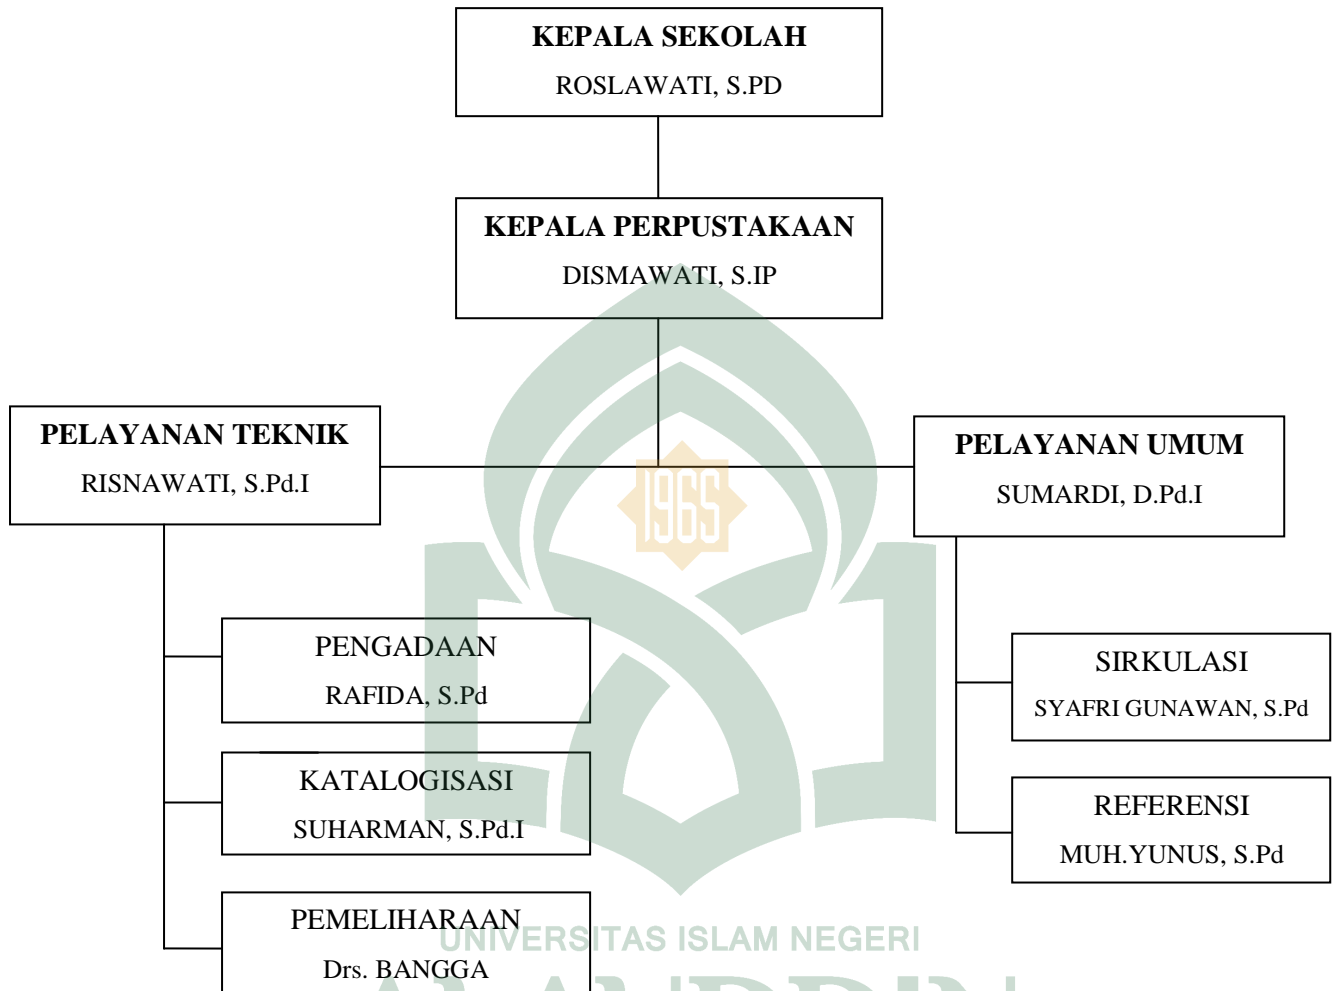 KEPALA SEKOLAH
ROSLAWATI, S.PD
KEPALA PERPUSTAKAAN
DISMAWATI, S.IP
PELAYANAN TEKNIK
RISNAWATI, S.Pd.I
PELAYANAN UMUM
SUMARDI, D.Pd.I
1965
PENGADAAN
RAFIDA, S.Pd
KATALOGISASI
SUHARMAN, S.Pd.I
PEMELIHARAAN
Drs. BANGGA
SIRKULASI
SYAFRI GUNAWAN, S.Pd
REFERENSI
MUH.YUNUS, S.Pd
UNIVERSITAS ISLAM NEGERI